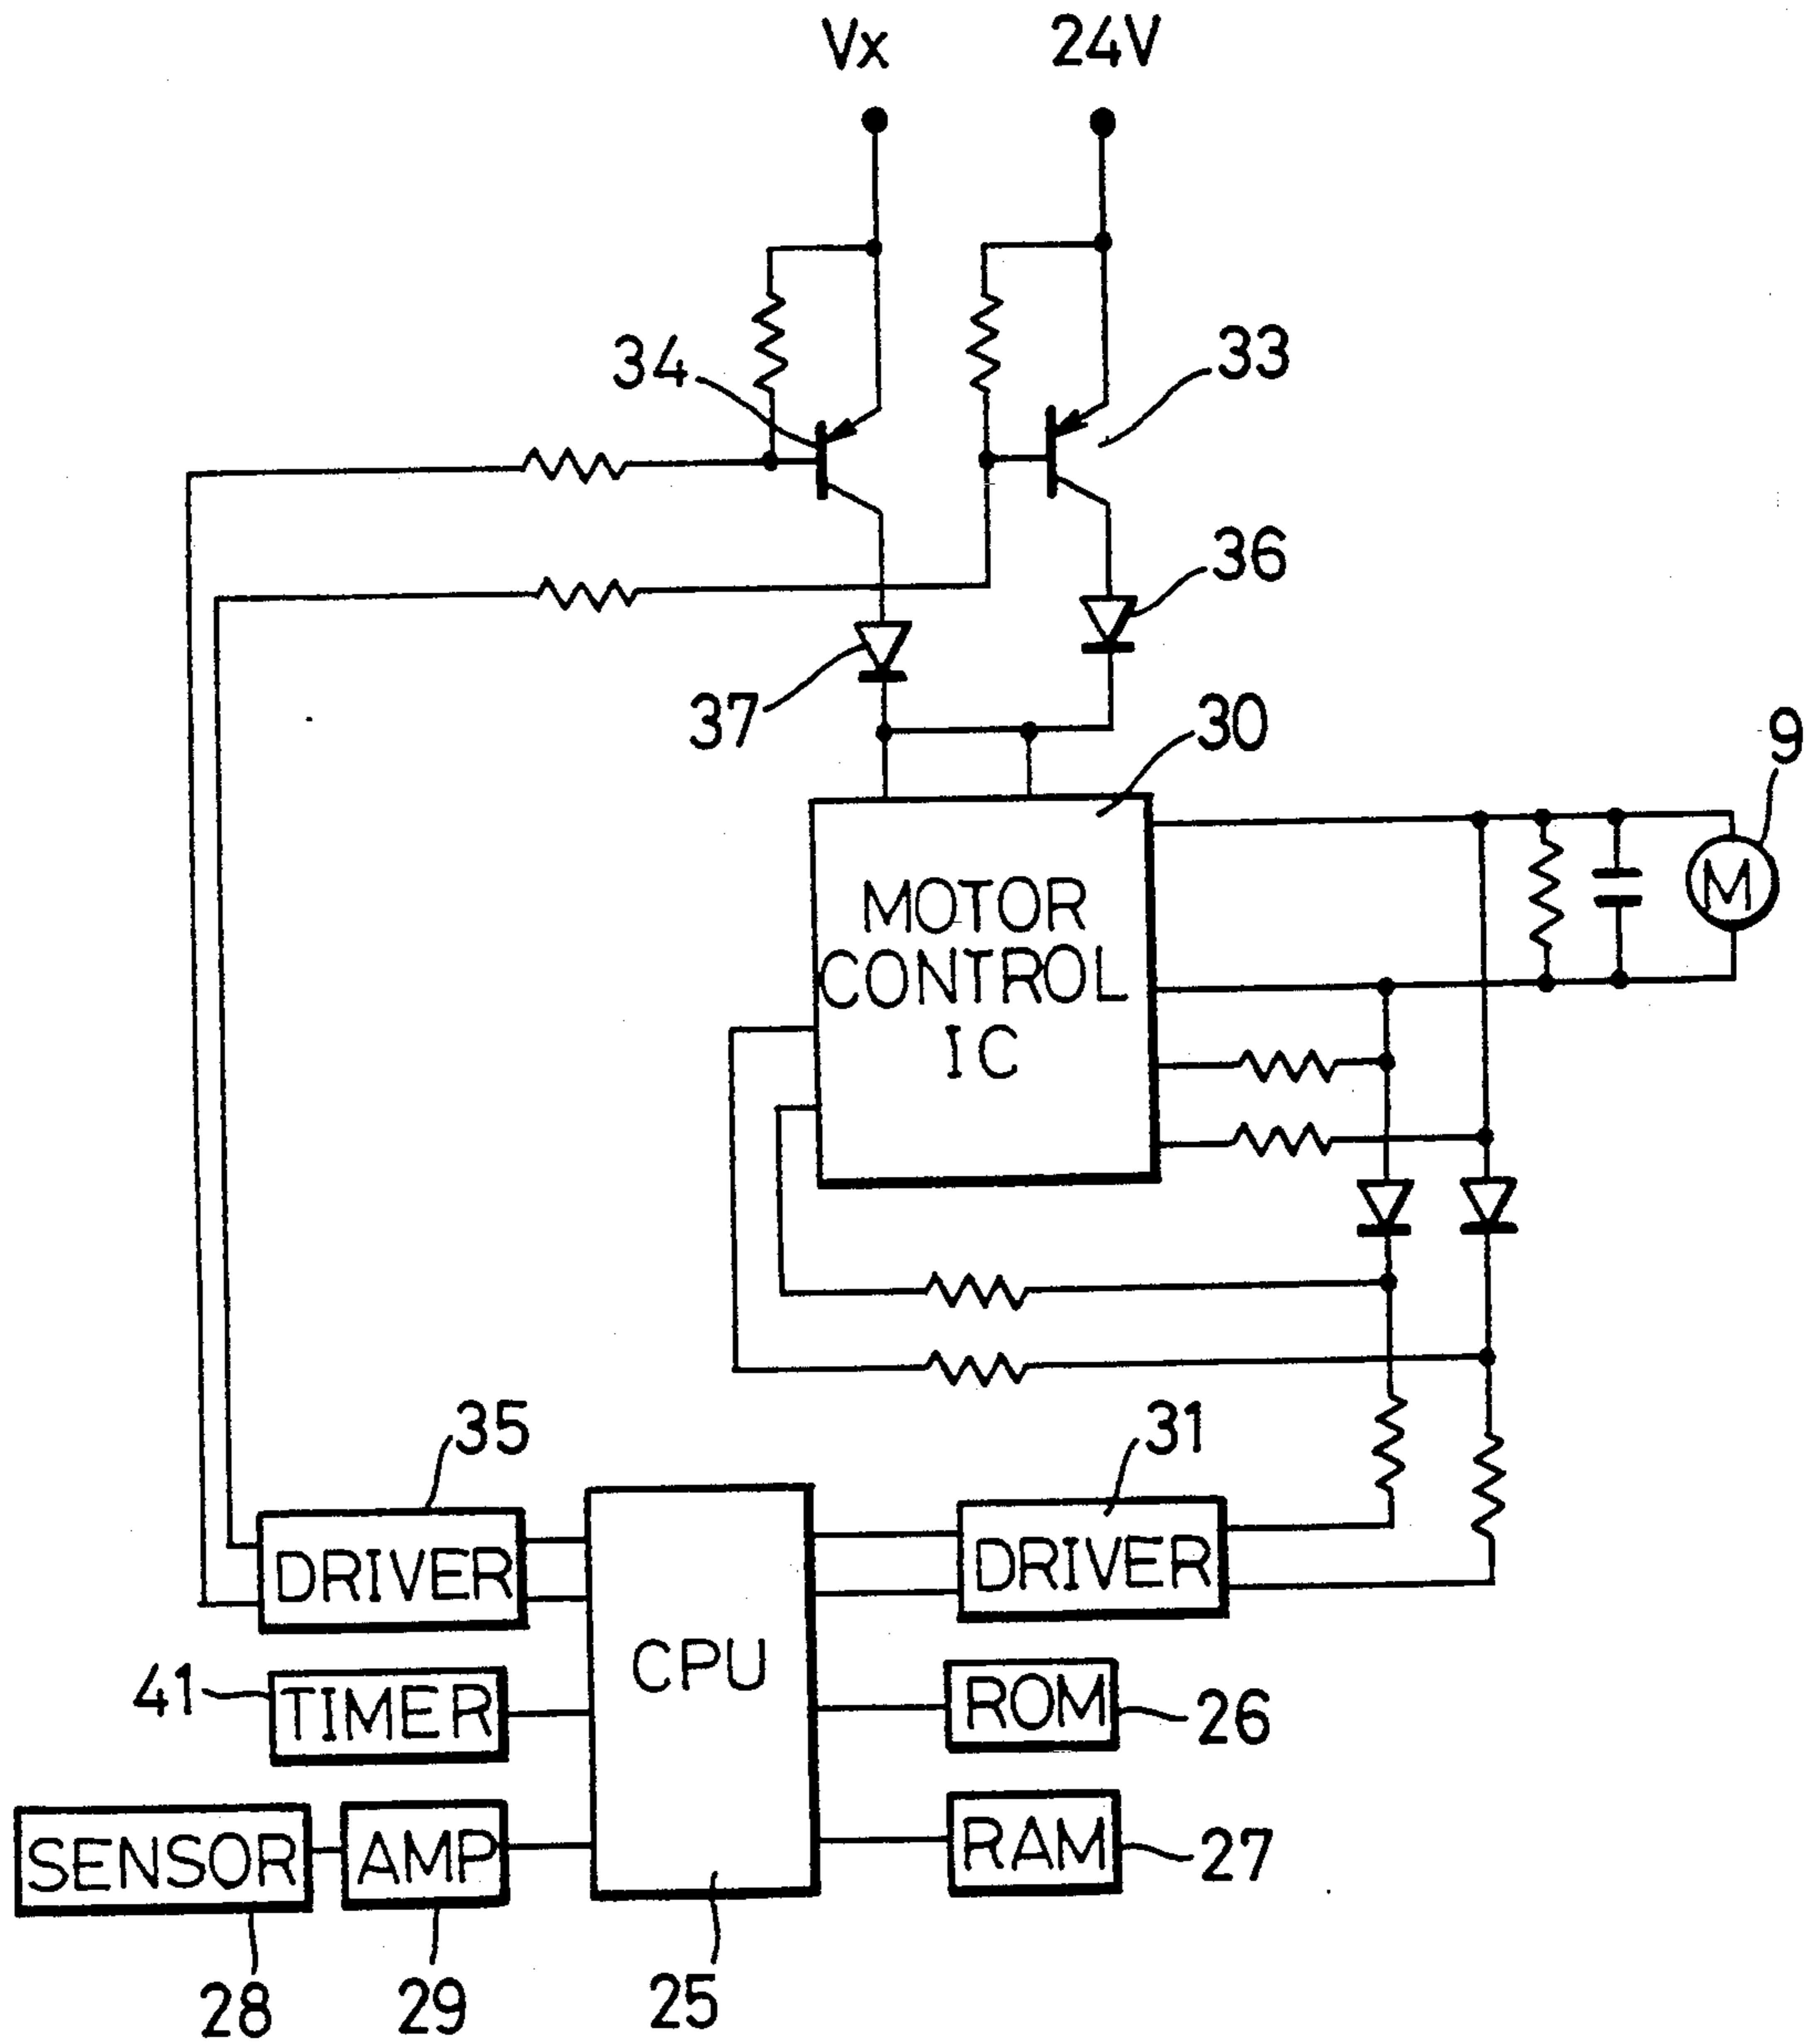 Vx
24V
34
33
36
37
30
9
MOTOR
CONTROL
IC
M
35
31
DRIVER
DRIVER
CPU
41
TIMER
ROM
26
SENSOR
AMP
RAM
27
28
29
25